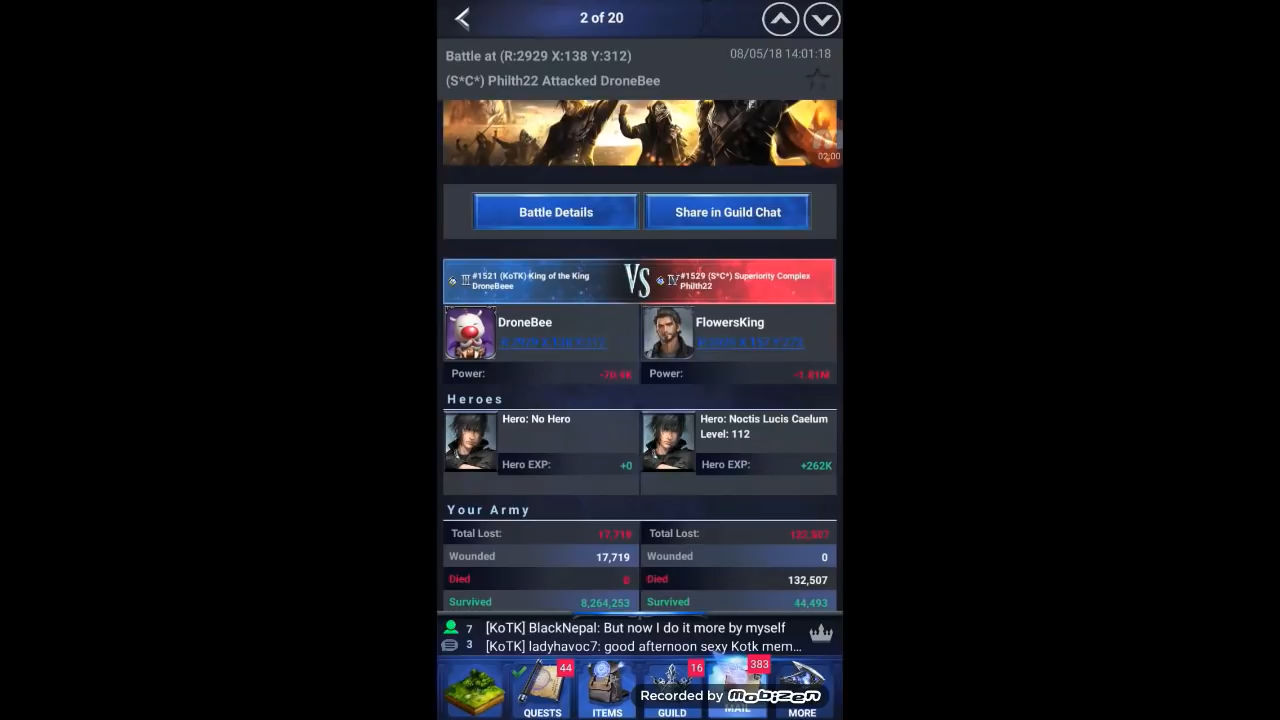 2 of 20
Battle at (R:2929 X:138 Y:312)
08/05/18 14:01:18
(S*C*) Philth22 Attacked DroneBee
02:00
Battle Details
Share in Guild Chat
III #1521 (KoTK) King of the King
DroneBeee
VS
IV #1529 (S*C*) Superiority Complex
Philth22
DroneBee
FlowersKing
Power:
Power: -1.81M
Heroes
Hero: No Hero
Hero: Noctis Lucis Caelum
Level: 112
Hero EXP: +0
Hero EXP: +262K
Your Army
Total Lost: 17,719
Total Lost:
Wounded 17,719
Wounded 0
Died 0
Died 132,507
Survived 8,264,253
Survived 44,493
7 [KoTK] BlackNepal: But now I do it more by myself
3 [KoTK] ladyhavoc7: good afternoon sexy Kotk mem...
44
16
383
QUESTS
ITEMS
GUILD
MAIL
MORE
Recorded by Mobizen